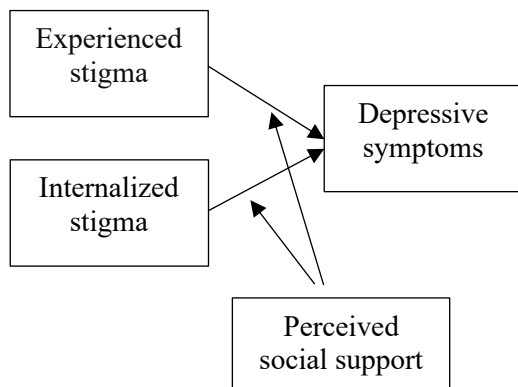 Experienced
stigma
Depressive
symptoms
Internalized
stigma
Perceived
social support